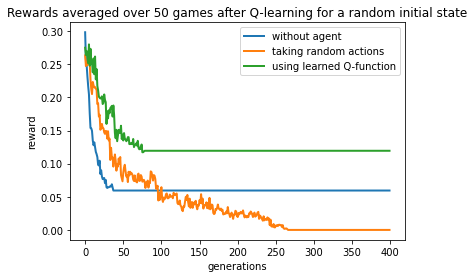 Rewards averaged over 50 games after Q-learning for a random initial state
without agent
taking random actions
using learned Q-function
reward
0.30
0.25
0.20
0.15
0.10
0.05
0.00
0 50 100 150 200 250 300 350 400
generations